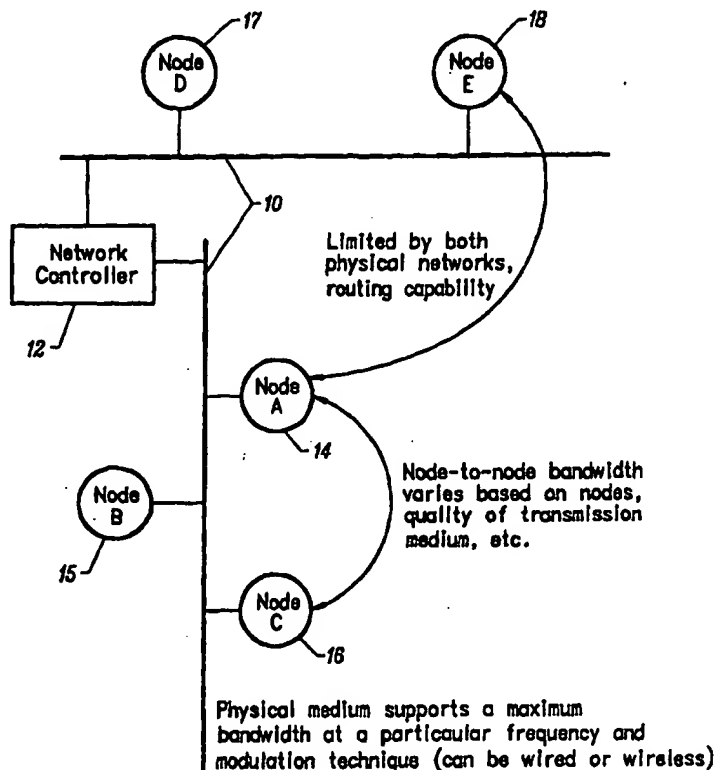 17
18
Node
D
Node
E
10
Network
Controller
12
Limited by both
physical networks,
routing capability
Node
A
14
Node-to-node bandwidth
varies based on nodes,
quality of transmission
medium, etc.
Node
B
15
Node
C
16
Physical medium supports a maximum
bandwidth at a particaular frequency and
modulation technique (can be wired or wireless)